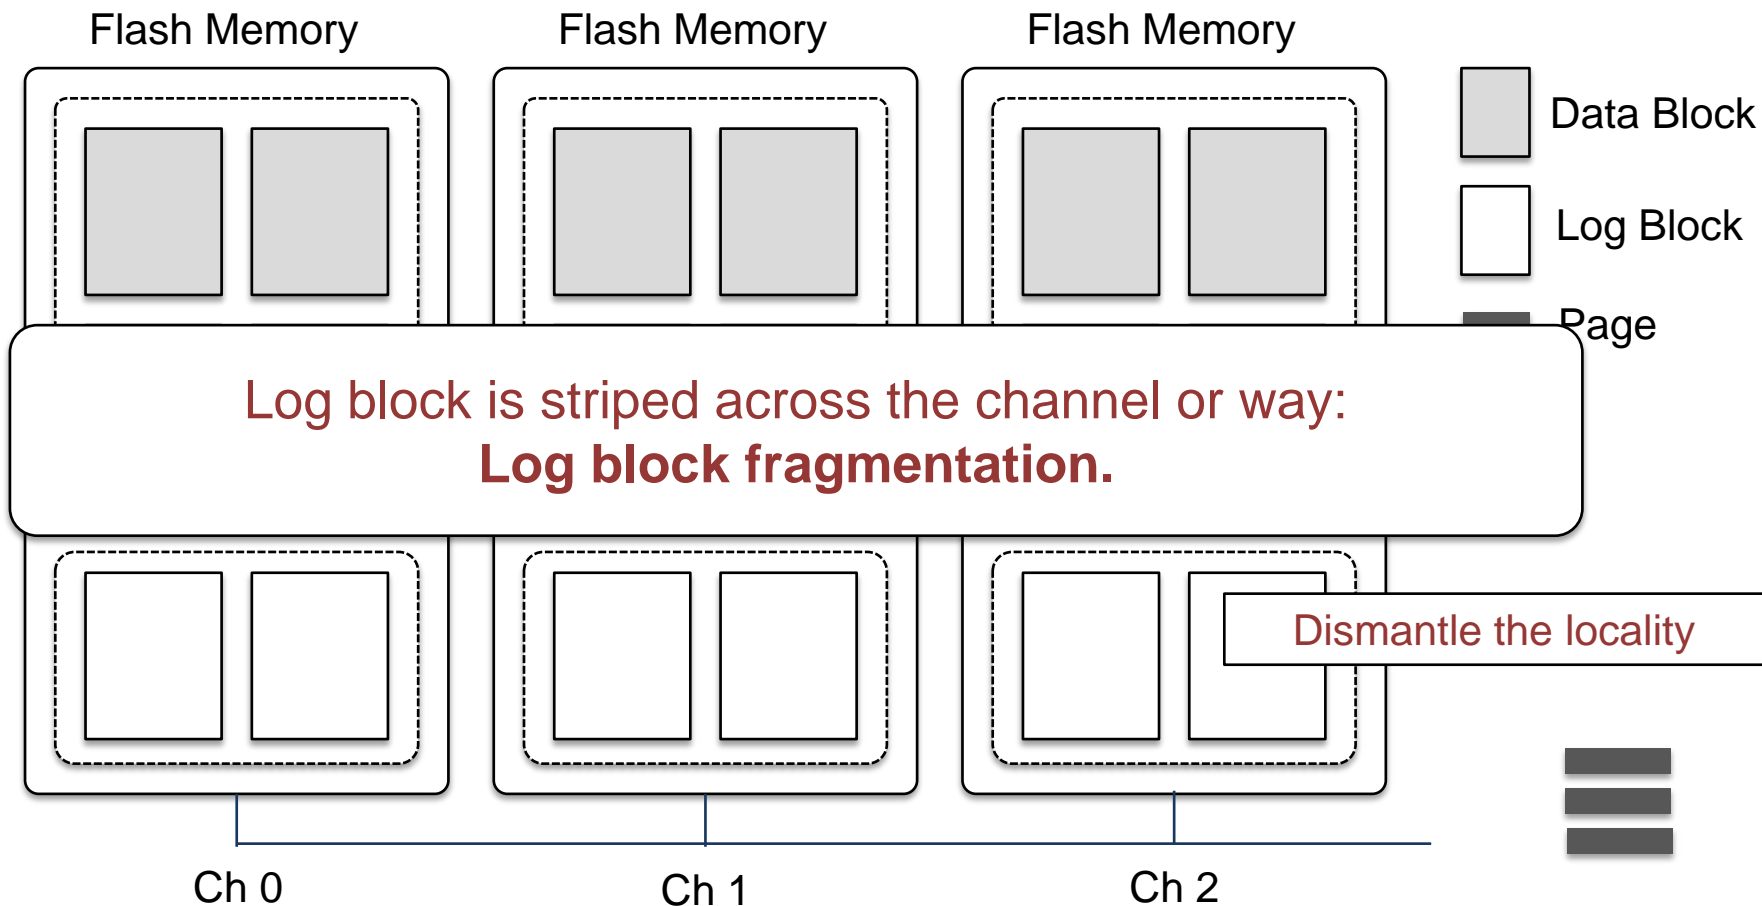 Flash Memory
Flash Memory
Flash Memory
Data Block
Log Block
Page
Log block is striped across the channel or way:
Log block fragmentation.
Dismantle the locality
Ch 0
Ch 1
Ch 2